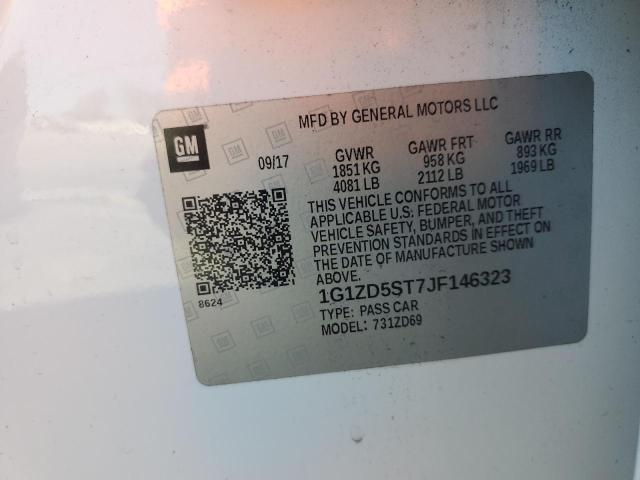 MFD BY GENERAL MOTORS LLC
GM
09/17
GVWR
1851 KG
4081 LB
GAWR FRT
958 KG
2112 LB
GAWR RR
893 KG
1969 LB
THIS VEHICLE CONFORMS TO ALL
APPLICABLE U.S. FEDERAL MOTOR
VEHICLE SAFETY, BUMPER, AND THEFT
PREVENTION STANDARDS IN EFFECT ON
THE DATE OF MANUFACTURE SHOWN
ABOVE.
8624
1G1ZD5ST7JF146323
TYPE: PASS CAR
MODEL: 731ZD69